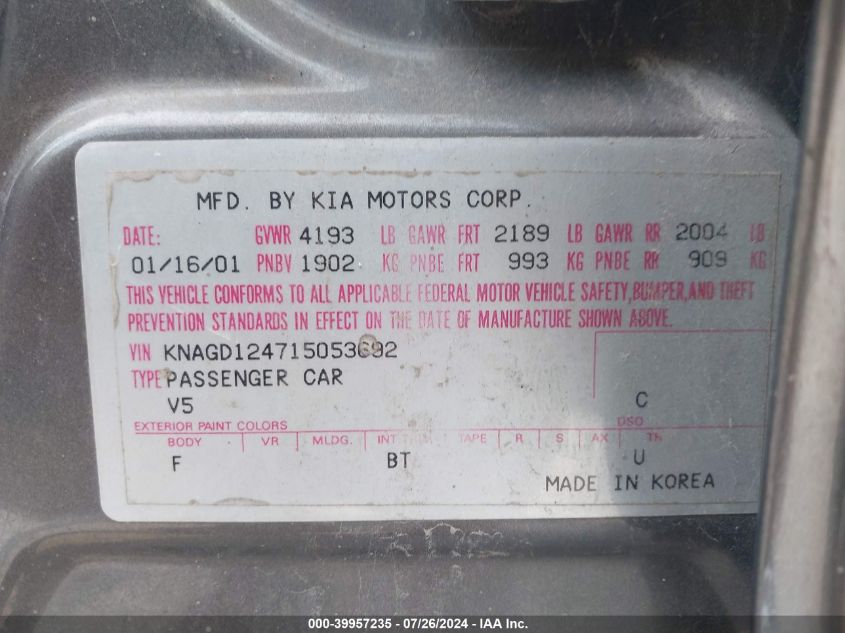 MFD. BY KIA MOTORS CORP.
DATE: GVWR 4193 LB GAWR FRT 2189 LB GAWR RR 2004 LB
01/16/01 PNBV 1902 KG PNBE FRT 993 KG PNBE RR 909 KG
THIS VEHICLE CONFORMS TO ALL APPLICABLE FEDERAL MOTOR VEHICLE SAFETY, BUMPER, AND THEFT
PREVENTION STANDARDS IN EFFECT ON THE DATE OF MANUFACTURE SHOWN ABOVE.
VIN KNAGD124715053692
TYPE PASSENGER CAR
V5 C
EXTERIOR PAINT COLORS DSO
BODY VR MLDG. INT TAPE R S AX TR
F BT U
MADE IN KOREA
000-39957235 - 07/26/2024 - IAA Inc.